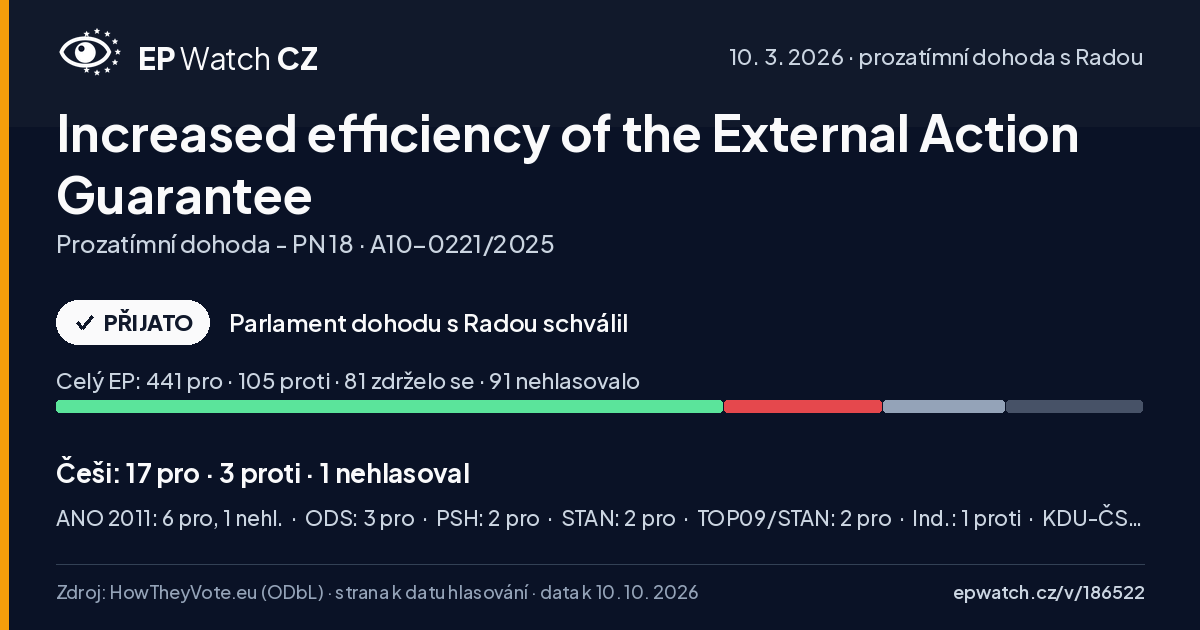 EP Watch CZ
10. 3. 2026 · prozatímní dohoda s Radou
Increased efficiency of the External Action
Guarantee
Prozatímní dohoda - PN 18 · A10–0221/2025
✓ PŘIJATO
Parlament dohodu s Radou schválil
Celý EP: 441 pro · 105 proti · 81 zdrželo se · 91 nehlasovalo
Češi: 17 pro · 3 proti · 1 nehlasoval
ANO 2011: 6 pro, 1 nehl. · ODS: 3 pro · PSH: 2 pro · STAN: 2 pro · TOP09/STAN: 2 pro · Ind.: 1 proti · KDU-ČS…
Zdroj: HowTheyVote.eu (ODbL) · strana k datu hlasování · data k 10. 10. 2026
epwatch.cz/v/186522